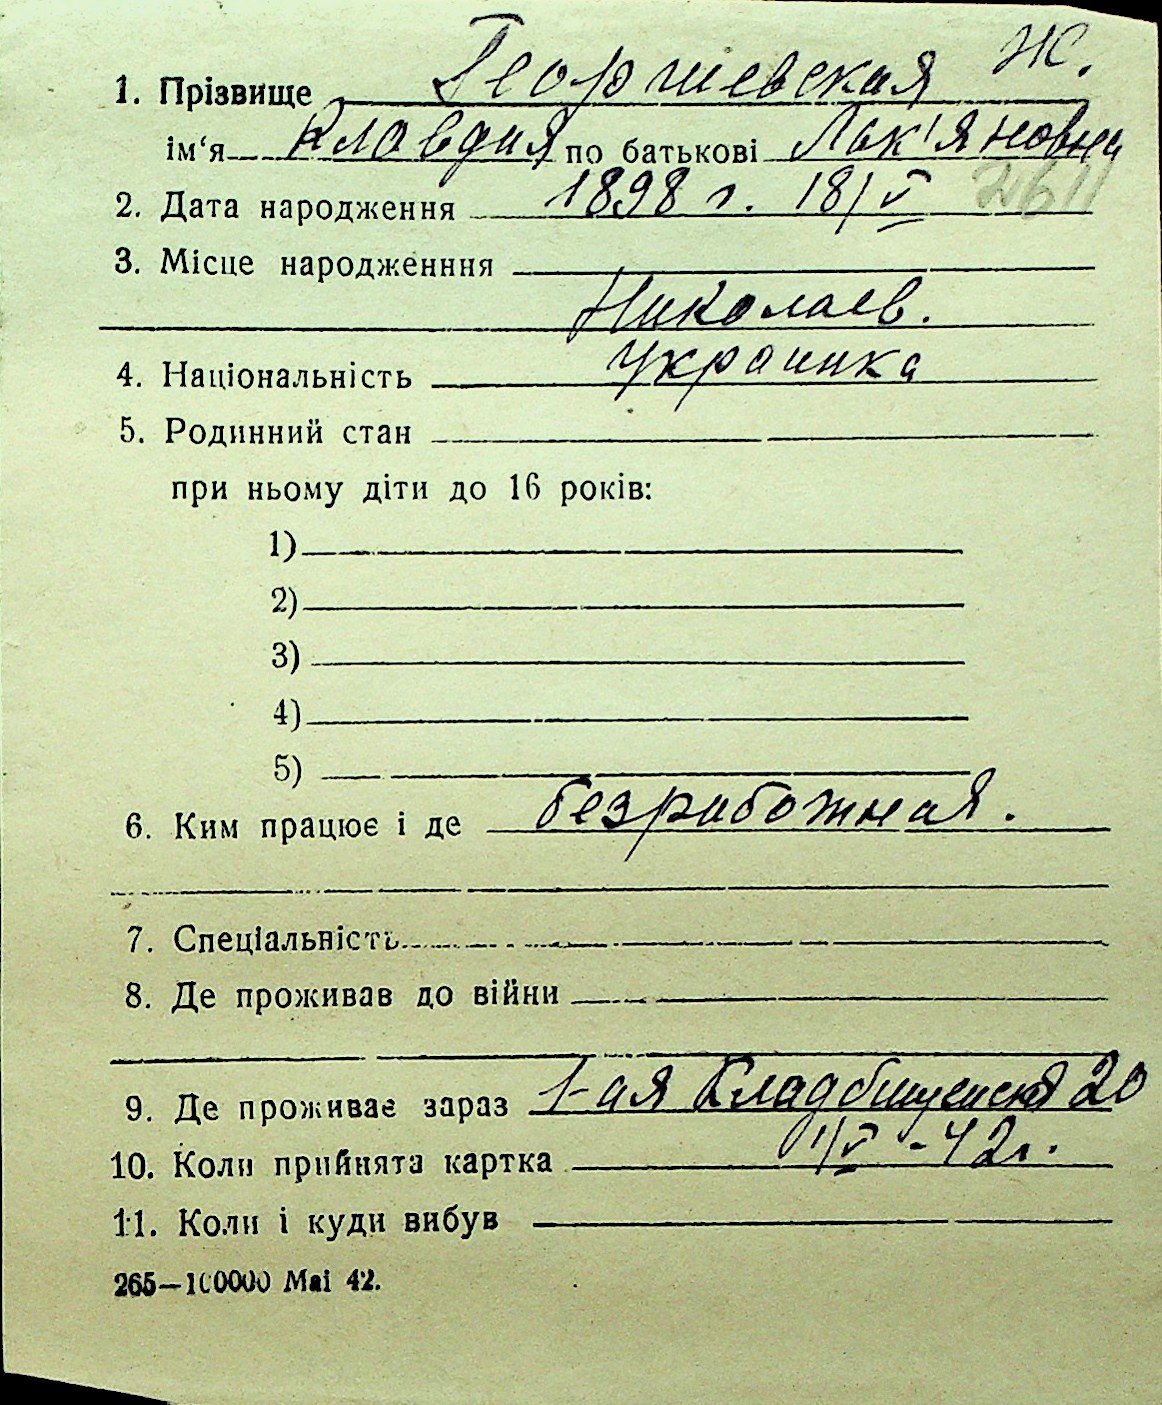 Ж.
1. Прізвище Георгиевская
ім‘я Клавдия по батькові Лук'яновна
2. Дата народження 1898 г. 18/V 2611
3. Місце народженння
Николаев.
4. Національність Украинка
5. Родинний стан
при ньому діти до 16 років:
1)
2)
3)
4)
5)
6. Ким працює і де безработная.
7. Спеціальність
8. Де проживав до війни
9. Де проживає зараз 1-ая Кладбищенская 20
10. Коли прийнята картка /V -42г.
11. Коли і куди вибув
265—100000 Mai 42.